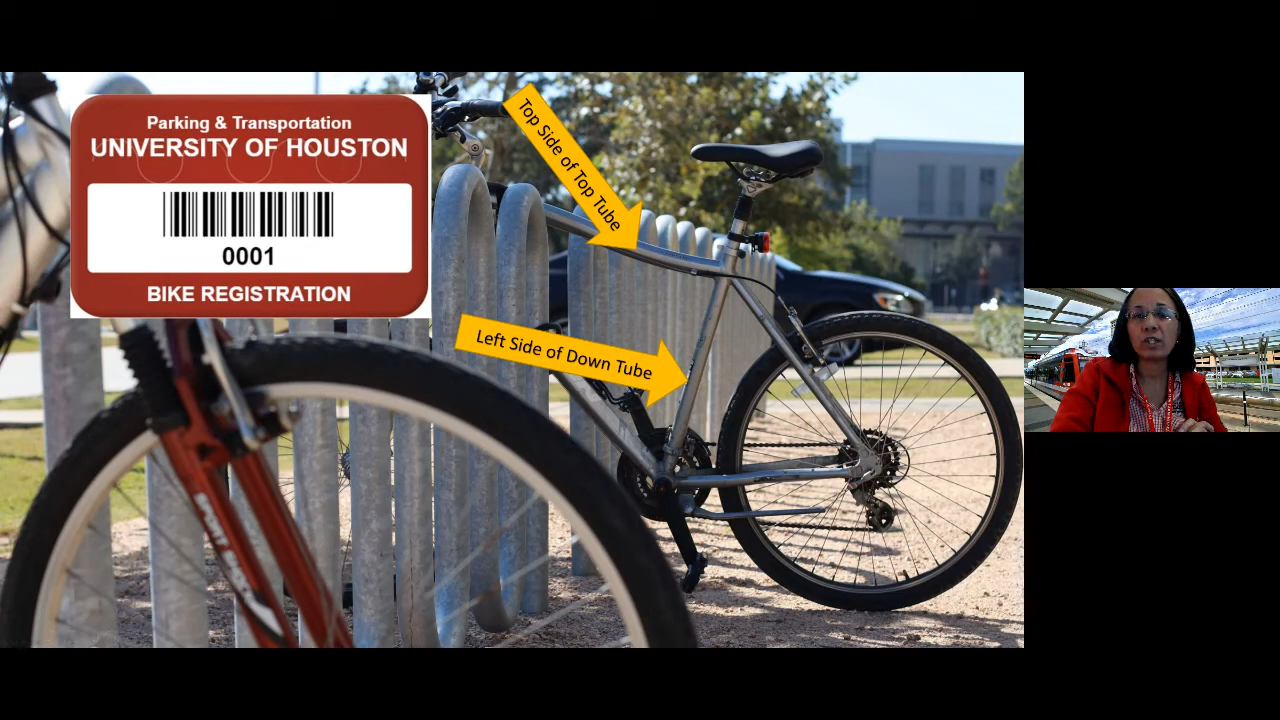 Parking & Transportation
UNIVERSITY OF HOUSTON
0001
BIKE REGISTRATION
Top Side of Top Tube
Left Side of Down Tube